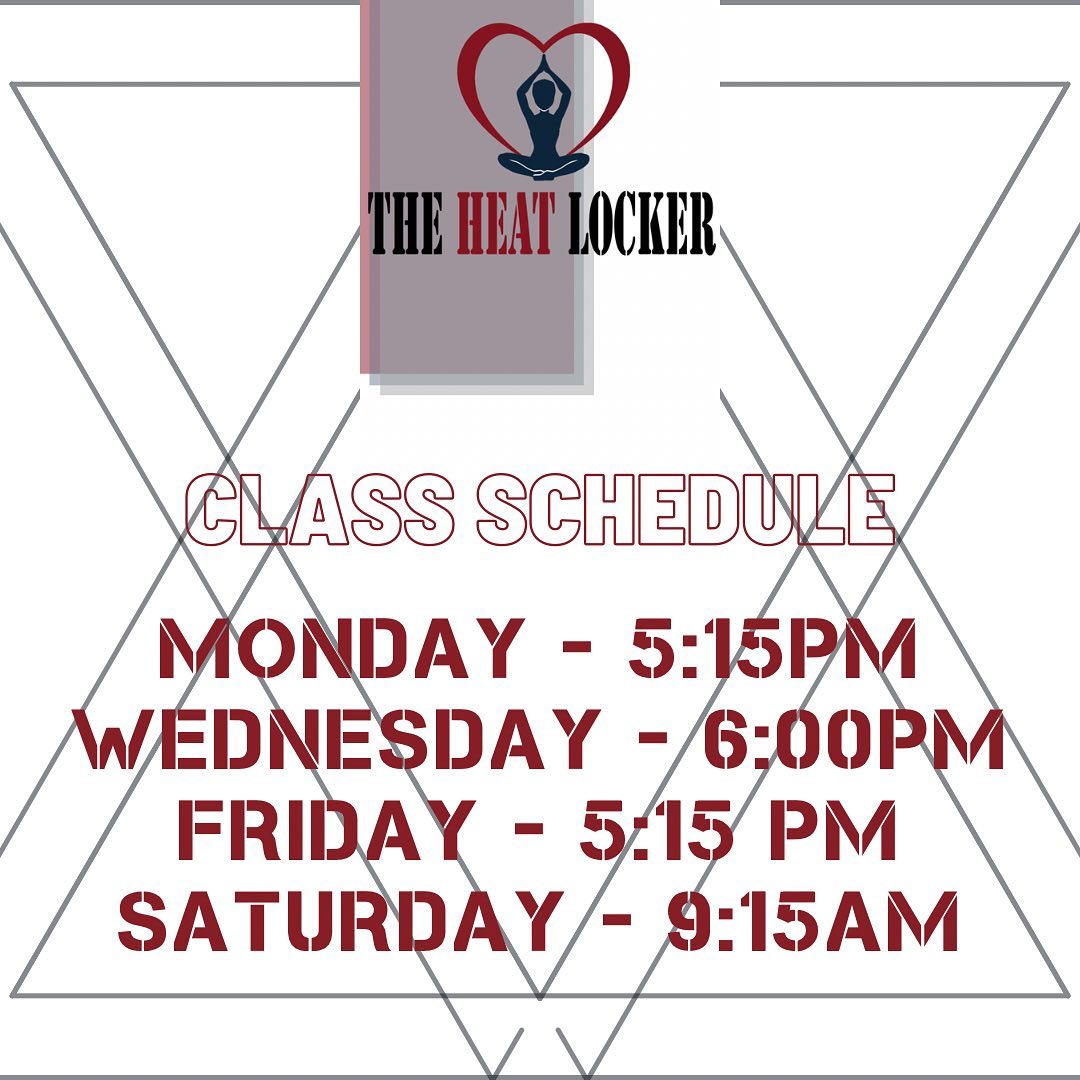 THE HEAT LOCKER
CLASS SCHEDULE
MONDAY - 5:15PM
WEDNESDAY - 6:00PM
FRIDAY - 5:15 PM
SATURDAY - 9:15AM